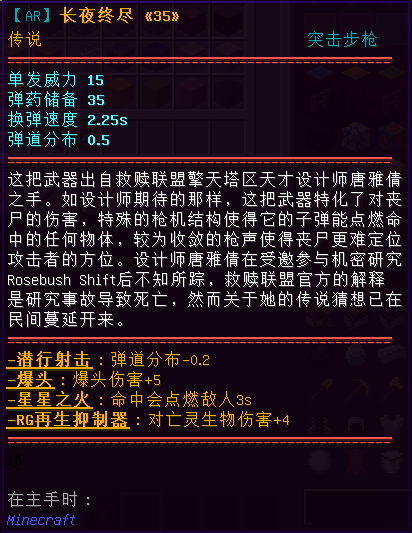 【AR】长夜终尽 《35》
传说 突击步枪
单发威力 15
弹药储备 35
换弹速度 2.25s
弹道分布 0.5
这把武器出自救赎联盟擎天塔区天才设计师唐雅倩
之手。如设计师期待的那样，这把武器特化了对丧
尸的伤害，特殊的枪机结构使得它的子弹能点燃命
中的任何物体，较为收敛的枪声使得丧尸更难定位
攻击者的方位。设计师唐雅倩在受邀参与机密研究
Rosebush Shift后不知所踪，救赎联盟官方的解释
是研究事故导致死亡，然而关于她的传说猜想已在
民间蔓延开来。
-潜行射击：弹道分布-0.2
-爆头：爆头伤害+5
-星星之火：命中会点燃敌人3s
-RG再生抑制器：对亡灵生物伤害+4
10
在主手时：
Minecraft